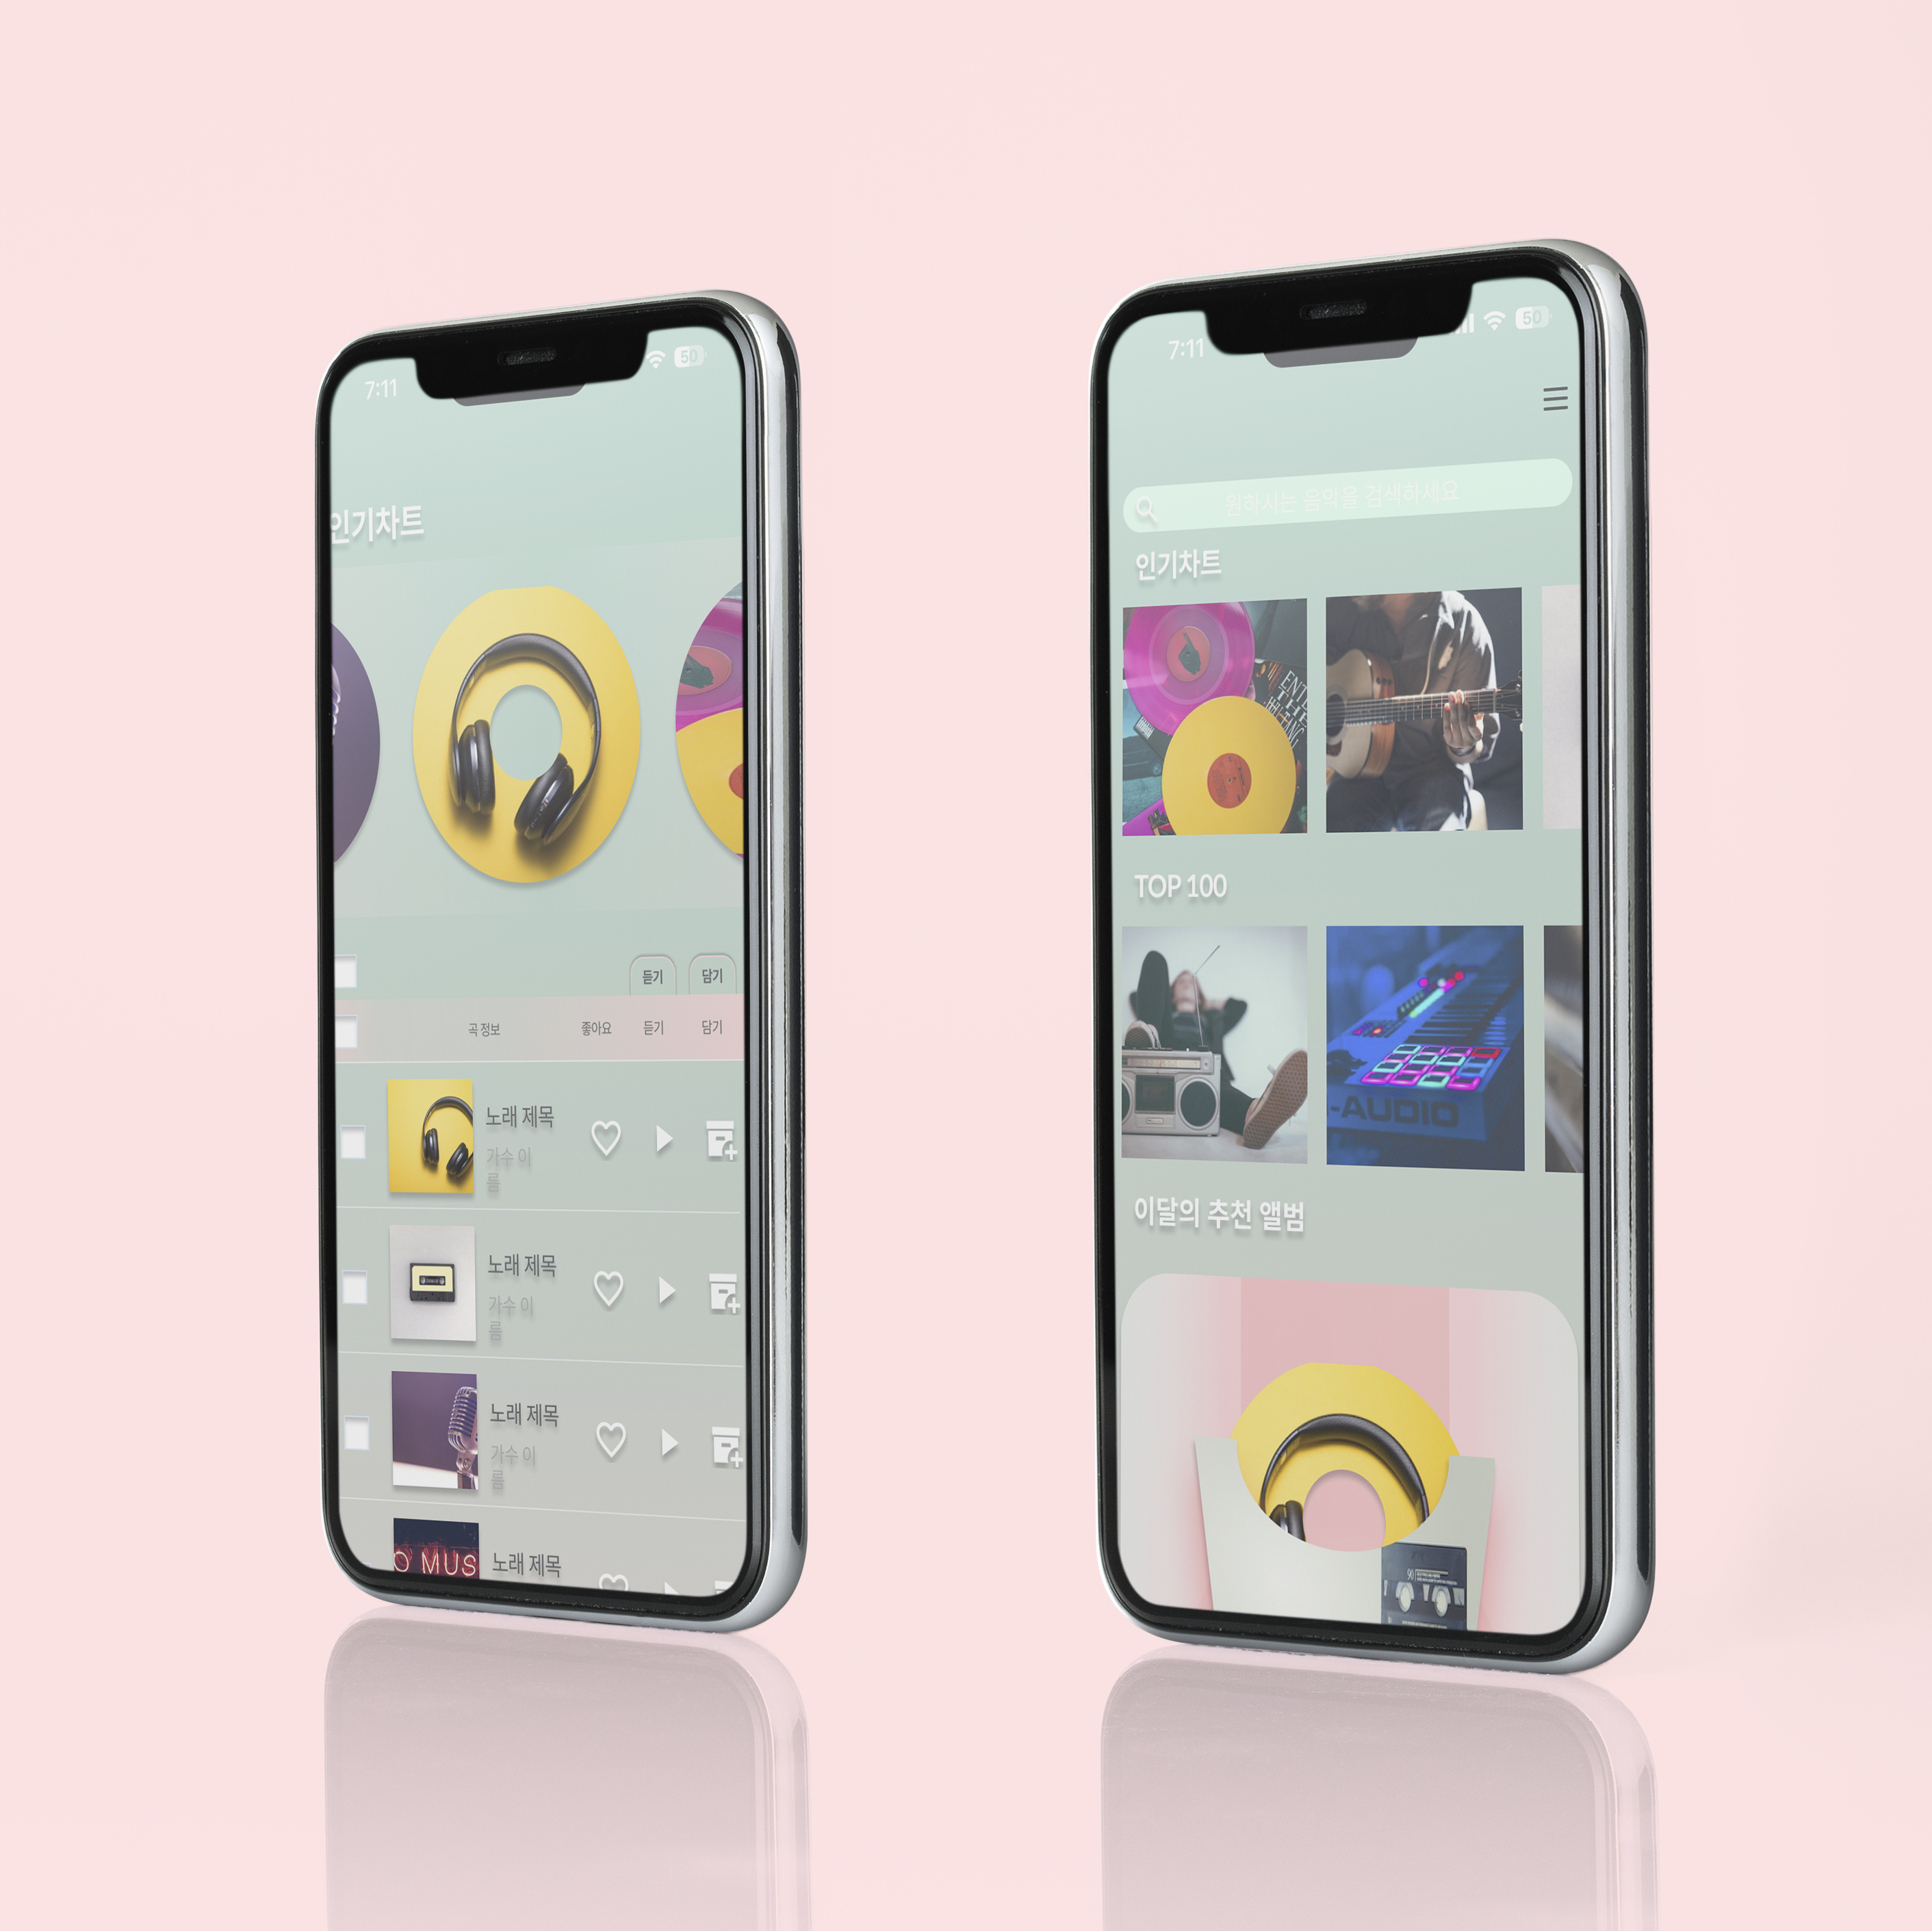 7:11
50
인기차트
듣기 담기
곡 정보 좋아요 듣기 담기
노래 제목
가수 이
름
노래 제목
가수 이
름
노래 제목
가수 이
름
O MUS
노래 제목
7:11
50
원하시는 음악을 검색하세요
인기차트
ENT
TOP 100
-AUDIO
이달의 추천 앨범
90